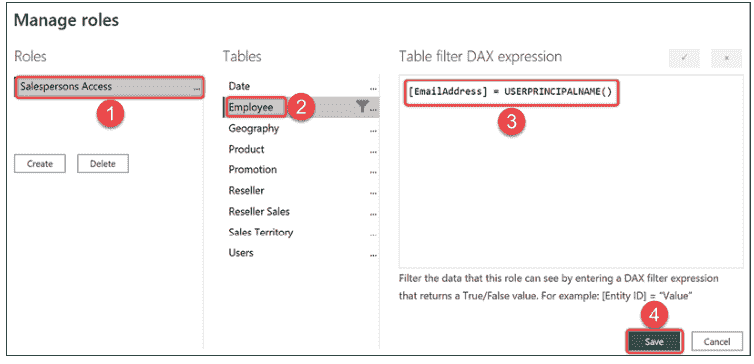 Manage roles
Roles
Salespersons Access ...
1
Create Delete
Tables
Date ...
Employee ...
2
Geography ...
Product ...
Promotion ...
Reseller ...
Reseller Sales ...
Sales Territory ...
Users ...
Table filter DAX expression
✓ ×
[EmailAddress] = USERPRINCIPALNAME()
3
Filter the data that this role can see by entering a DAX filter expression
that returns a True/False value. For example: [Entity ID] = "Value"
4
Save Cancel